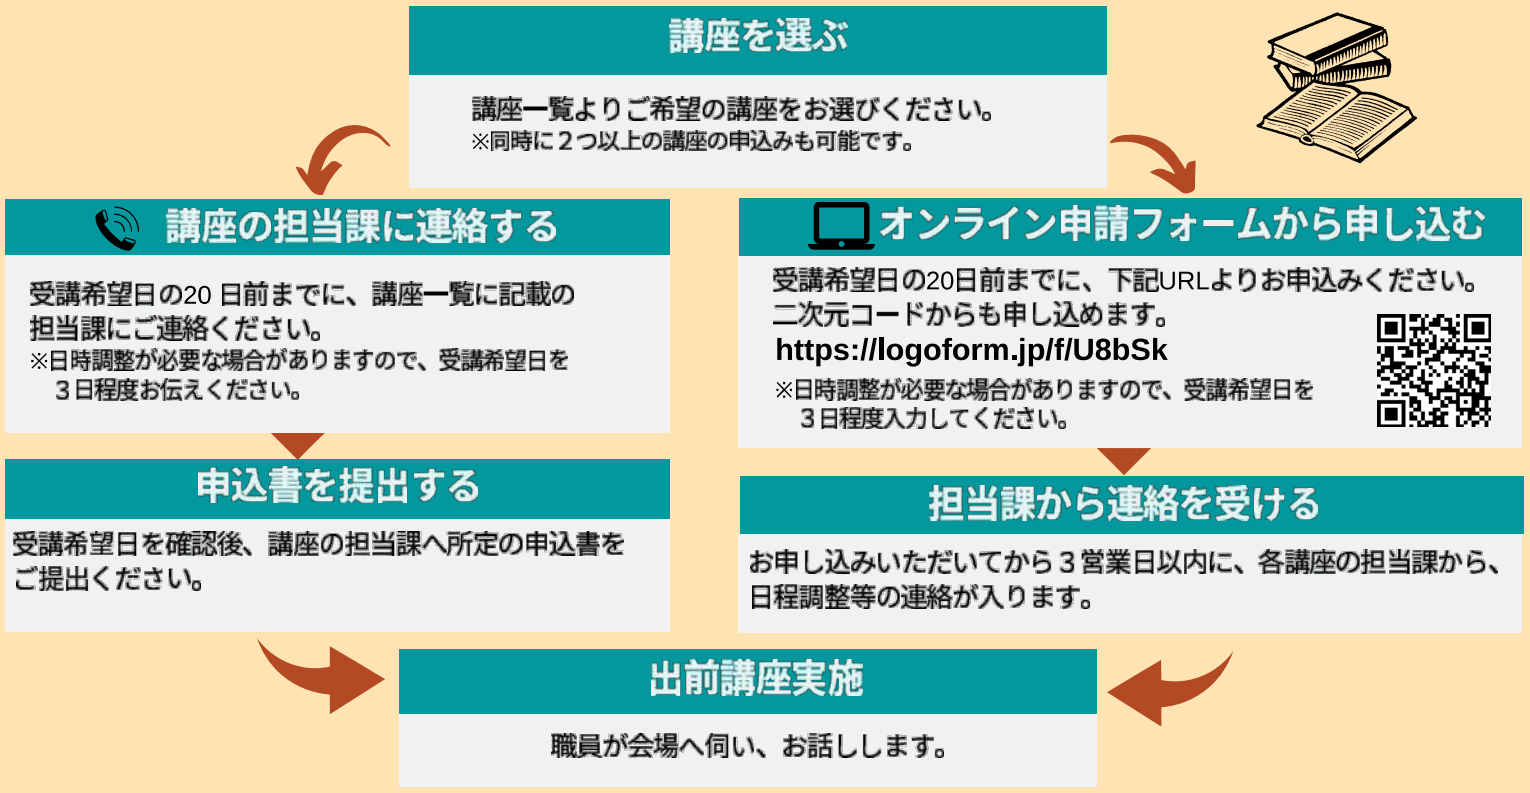 講座を選ぶ
講座一覧よりご希望の講座をお選びください。
※同時に２つ以上の講座の申込みも可能です。
講座の担当課に連絡する
受講希望日の20 日前までに、講座一覧に記載の
担当課にご連絡ください。
※日時調整が必要な場合がありますので、受講希望日を
３日程度お伝えください。
申込書を提出する
受講希望日を確認後、講座の担当課へ所定の申込書を
ご提出ください。
オンライン申請フォームから申し込む
受講希望日の20日前までに、下記URLよりお申込みください。
二次元コードからも申し込めます。
https://logoform.jp/f/U8bSk
※日時調整が必要な場合がありますので、受講希望日を
３日程度入力してください。
担当課から連絡を受ける
お申し込みいただいてから３営業日以内に、各講座の担当課から、
日程調整等の連絡が入ります。
出前講座実施
職員が会場へ伺い、お話しします。